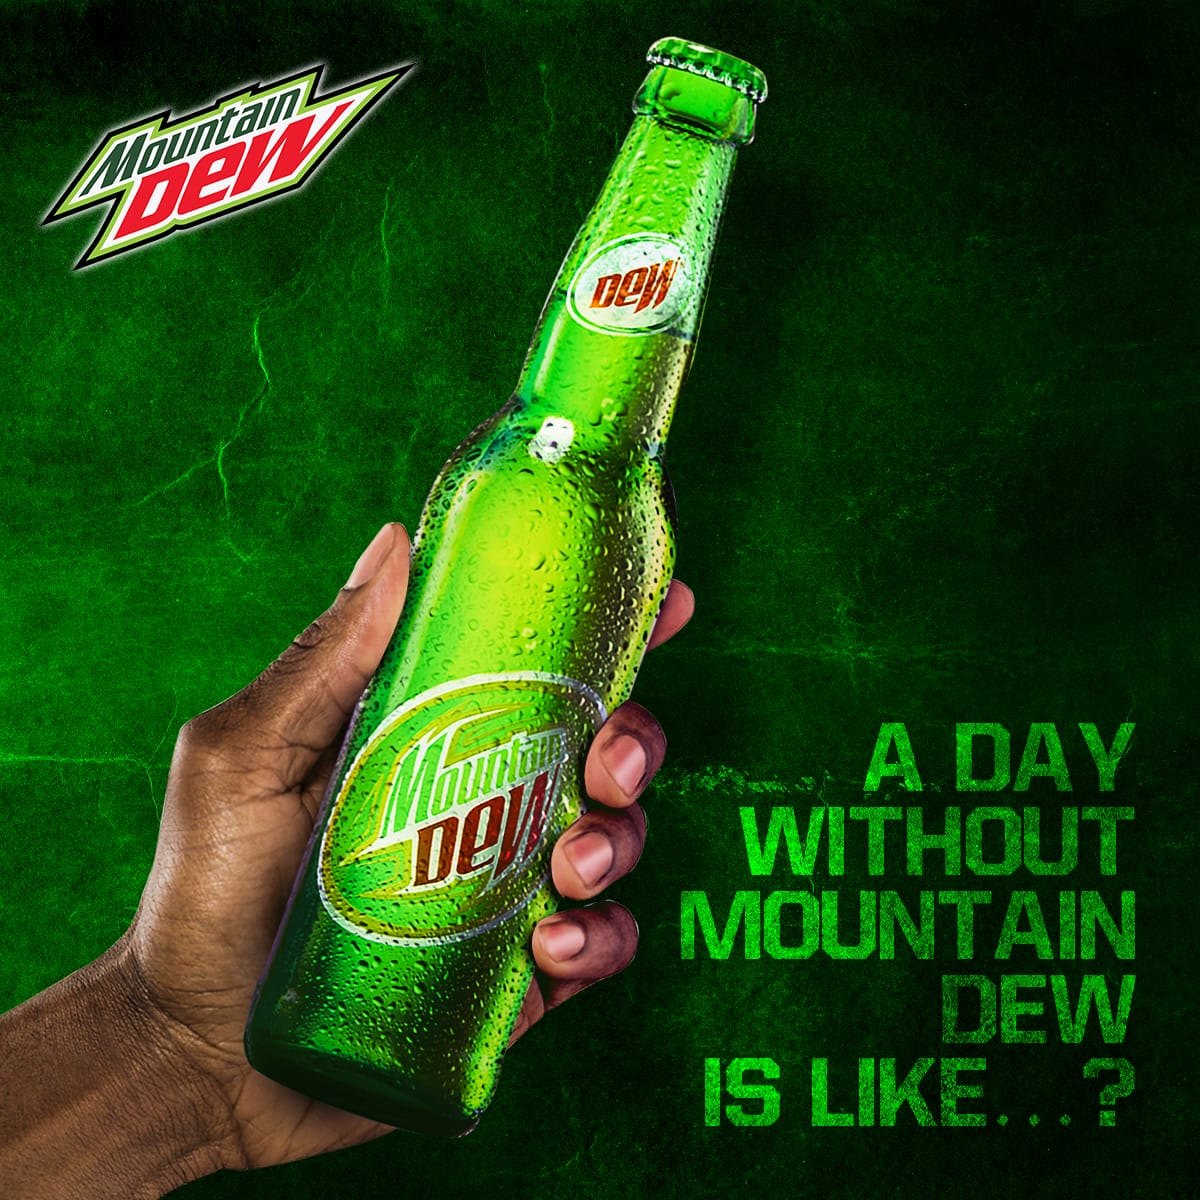 Mountain
Dew
Dew
Mountain
Dew
A DAY
WITHOUT
MOUNTAIN
DEW
IS LIKE...?